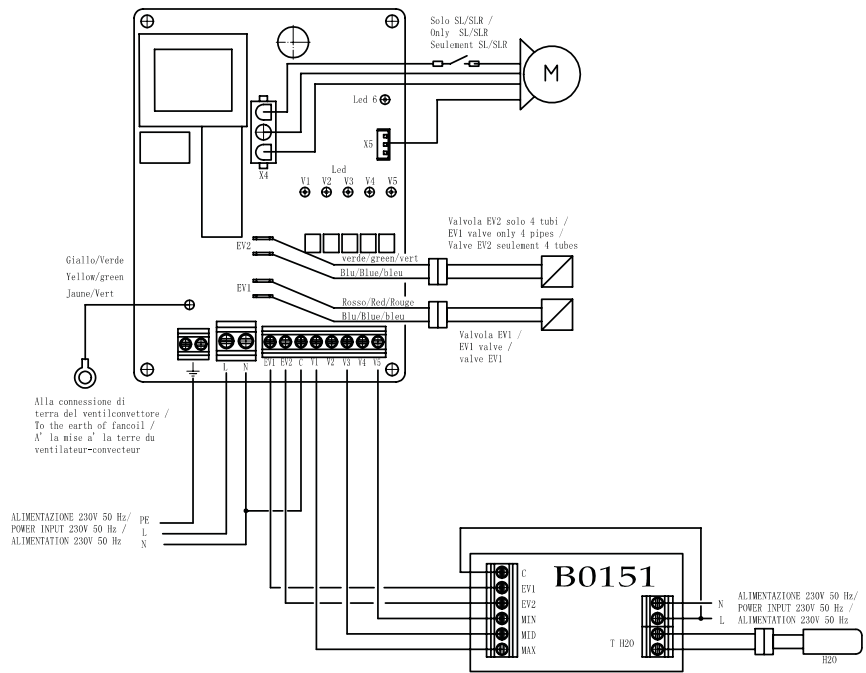 Solo SL/SLR /
Only SL/SLR
Seulement SL/SLR
M
Led 6
X5
X4
Led
V1 V2 V3 V4 V5
Valvola EV2 solo 4 tubi /
EV1 valve only 4 pipes /
Valve EV2 seulement 4 tubes
EV2
verde/green/vert
Blu/Blue/bleu
Giallo/Verde
Yellow/green
Jaune/Vert
EV1
Rosso/Red/Rouge
Blu/Blue/bleu
Valvola EV1 /
EV1 valve /
valve EV1
L N EV1 EV2 C V1 V2 V3 V4 V5
Alla connessione di
terra del ventilconvettore /
To the earth of fancoil /
A' la mise a' la terre du
ventilateur-convecteur
ALIMENTAZIONE 230V 50 Hz/
POWER INPUT 230V 50 Hz /
ALIMENTATION 230V 50 Hz
PE
L
N
B0151
C
EV1
EV2
MIN
MID
MAX
T H2O
N
L
ALIMENTAZIONE 230V 50 Hz/
POWER INPUT 230V 50 Hz /
ALIMENTATION 230V 50 Hz
H2O